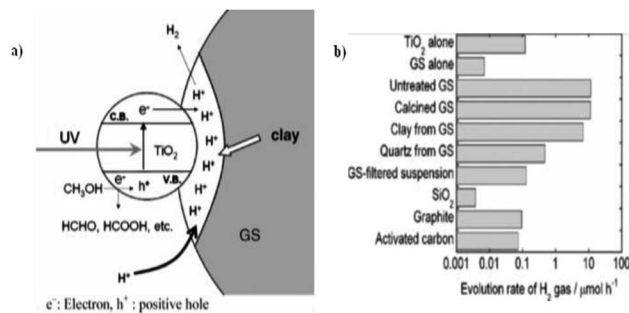 a)
H2
H+
H+
C.B.
e-
H+
H+
clay
UV
TiO2
H+
H+
e-
V.B.
CH3OH
h+
H+
H+
HCHO, HCOOH, etc.
GS
H+
e-: Electron, h+ : positive hole
b)
TiO2 alone
GS alone
Untreated GS
Calcined GS
Clay from GS
Quartz from GS
GS-filtered suspension
SiO2
Graphite
Activated carbon
0.001 0.01 0.1 1 10 100
Evolution rate of H2 gas / μmol h-1